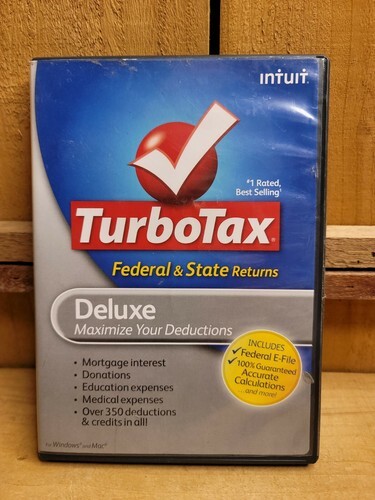 intuit.
#1 Rated,
Best Selling†
TurboTax®
Federal & State Returns
Deluxe
Maximize Your Deductions
INCLUDES
✓ Federal E-File
✓ 100% Guaranteed
Accurate
Calculations
...and more!
• Mortgage interest
• Donations
• Education expenses
• Medical expenses
• Over 350 deductions
& credits in all!
for Windows® and Mac®